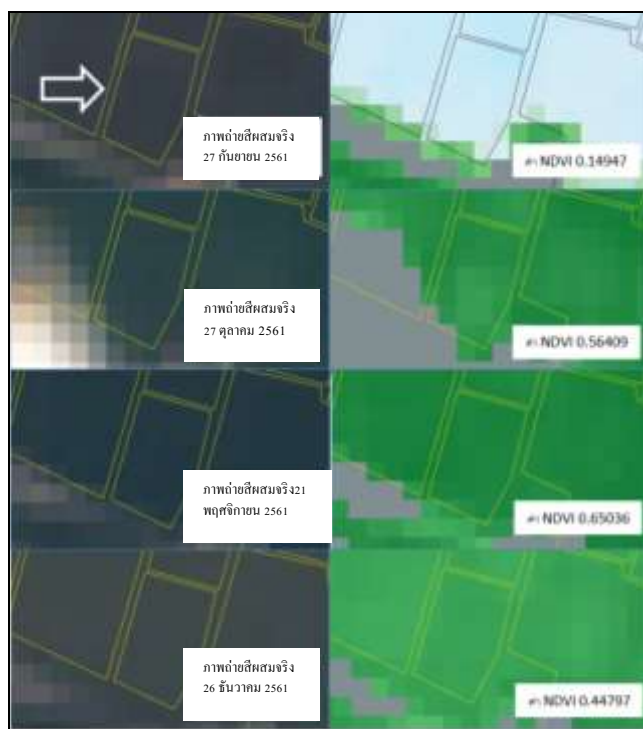 ภาพถ่ายสีผสมจริง
27 กันยายน 2561
ค่า NDVI 0.14947
ภาพถ่ายสีผสมจริง
27 ตุลาคม 2561
ค่า NDVI 0.56409
ภาพถ่ายสีผสมจริง21
พฤศจิกายน 2561
ค่า NDVI 0.65036
ภาพถ่ายสีผสมจริง
26 ธันวาคม 2561
ค่า NDVI 0.44797